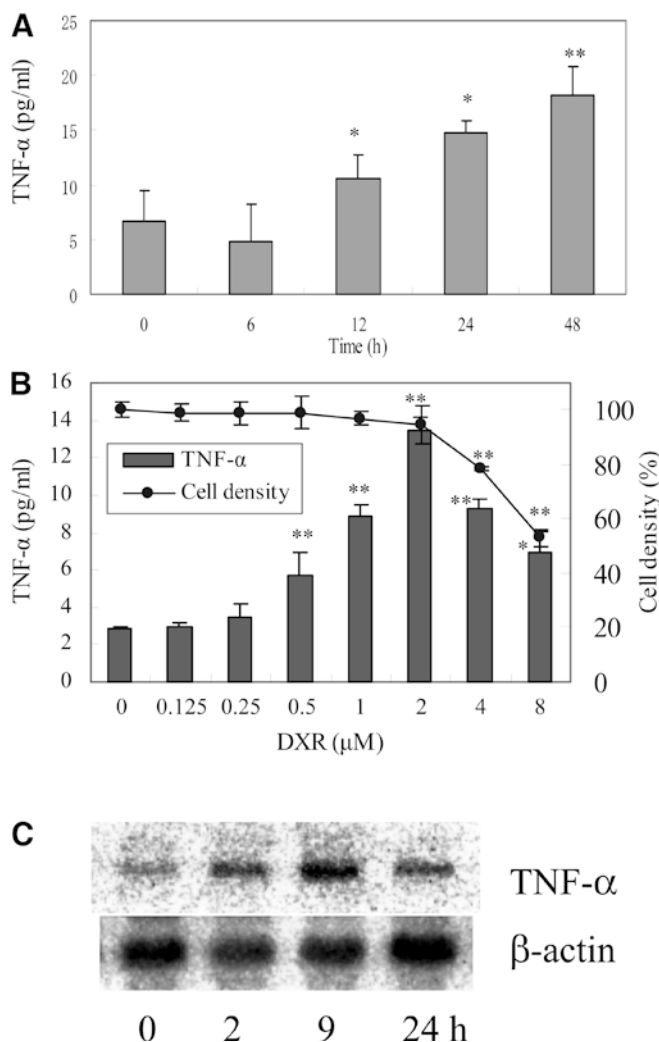 A
TNF-α (pg/ml)
25
20
15
10
5
0
*
*
**
0 6 12 24 48
Time (h)
B
TNF-α (pg/ml)
16
14
12
10
8
6
4
2
0
TNF-α
Cell density
**
**
**
**
**
*
**
100
80
60
40
20
0
Cell density (%)
0 0.125 0.25 0.5 1 2 4 8
DXR (μM)
C
TNF-α
β-actin
0 2 9 24 h